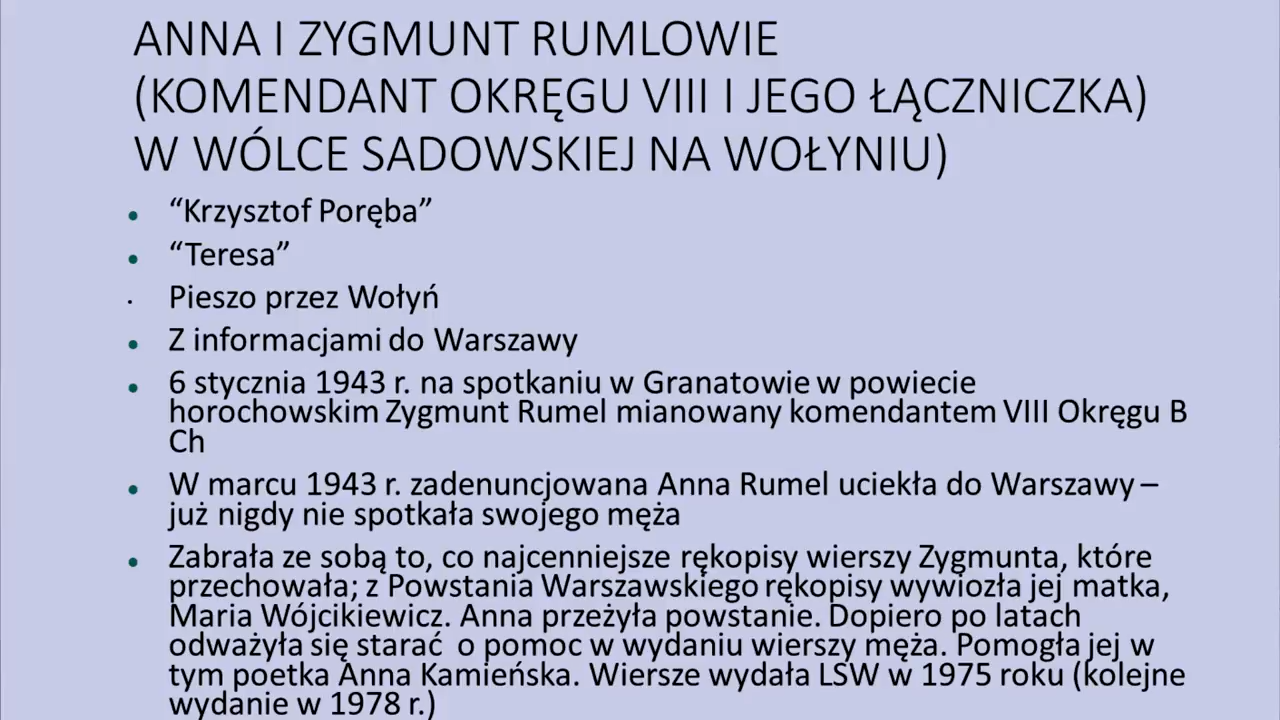 ANNA I ZYGMUNT RUMLOWIE
(KOMENDANT OKRĘGU VIII I JEGO ŁĄCZNICZKA)
W WÓLCE SADOWSKIEJ NA WOŁYNIU)
“Krzysztof Poręba”
“Teresa”
Pieszo przez Wołyń
Z informacjami do Warszawy
6 stycznia 1943 r. na spotkaniu w Granatowie w powiecie
horochowskim Zygmunt Rumel mianowany komendantem VIII Okręgu B
Ch
W marcu 1943 r. zadenuncjowana Anna Rumel uciekła do Warszawy –
już nigdy nie spotkała swojego męża
Zabrała ze sobą to, co najcenniejsze rękopisy wierszy Zygmunta, które
przechowała; z Powstania Warszawskiego rękopisy wywiozła jej matka,
Maria Wójcikiewicz. Anna przeżyła powstanie. Dopiero po latach
odważyła się starać o pomoc w wydaniu wierszy męża. Pomogła jej w
tym poetka Anna Kamieńska. Wiersze wydała LSW w 1975 roku (kolejne
wydanie w 1978 r.)